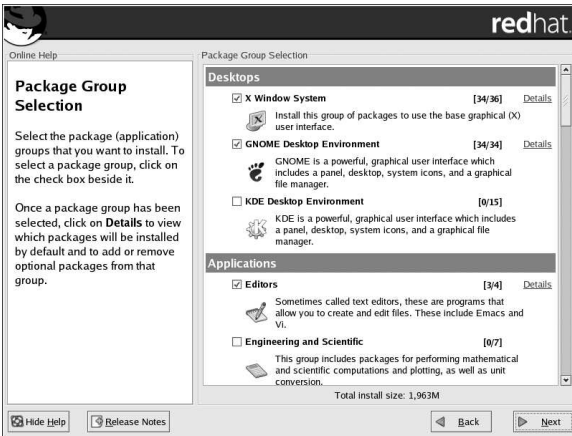 redhat.
Online Help
Package Group
Selection
Select the package (application)
groups that you want to install. To
select a package group, click on
the check box beside it.
Once a package group has been
selected, click on Details to view
which packages will be installed
by default and to add or remove
optional packages from that
group.
Package Group Selection
Desktops
X Window System [34/36] Details
Install this group of packages to use the base graphical (X)
user interface.
GNOME Desktop Environment [34/34] Details
GNOME is a powerful, graphical user interface which
includes a panel, desktop, system icons, and a graphical
file manager.
KDE Desktop Environment [0/15]
KDE is a powerful, graphical user interface which includes
a panel, desktop, system icons, and a graphical file
manager.
Applications
Editors [3/4] Details
Sometimes called text editors, these are programs that
allow you to create and edit files. These include Emacs and
Vi.
Engineering and Scientific [0/7]
This group includes packages for performing mathematical
and scientific computations and plotting, as well as unit
conversion.
Total install size: 1,963M
Hide Help
Release Notes
Back
Next